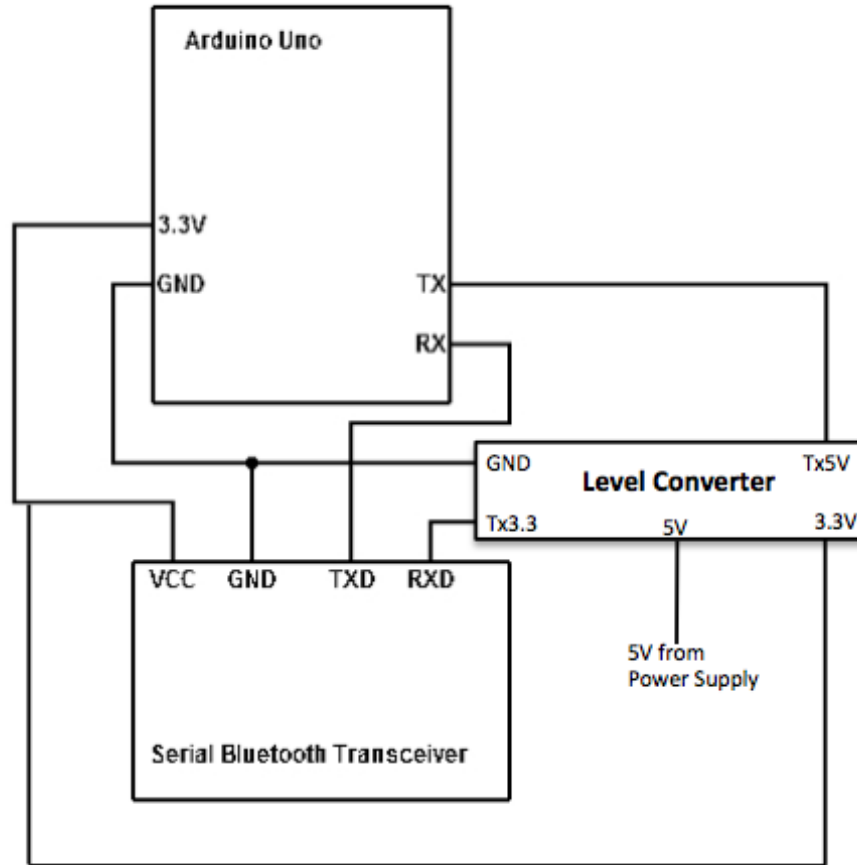 Arduino Uno
3.3V
GND
TX
RX
GND
Tx5V
Level Converter
Tx3.3
5V
3.3V
VCC GND TXD RXD
5V from
Power Supply
Serial Bluetooth Transceiver